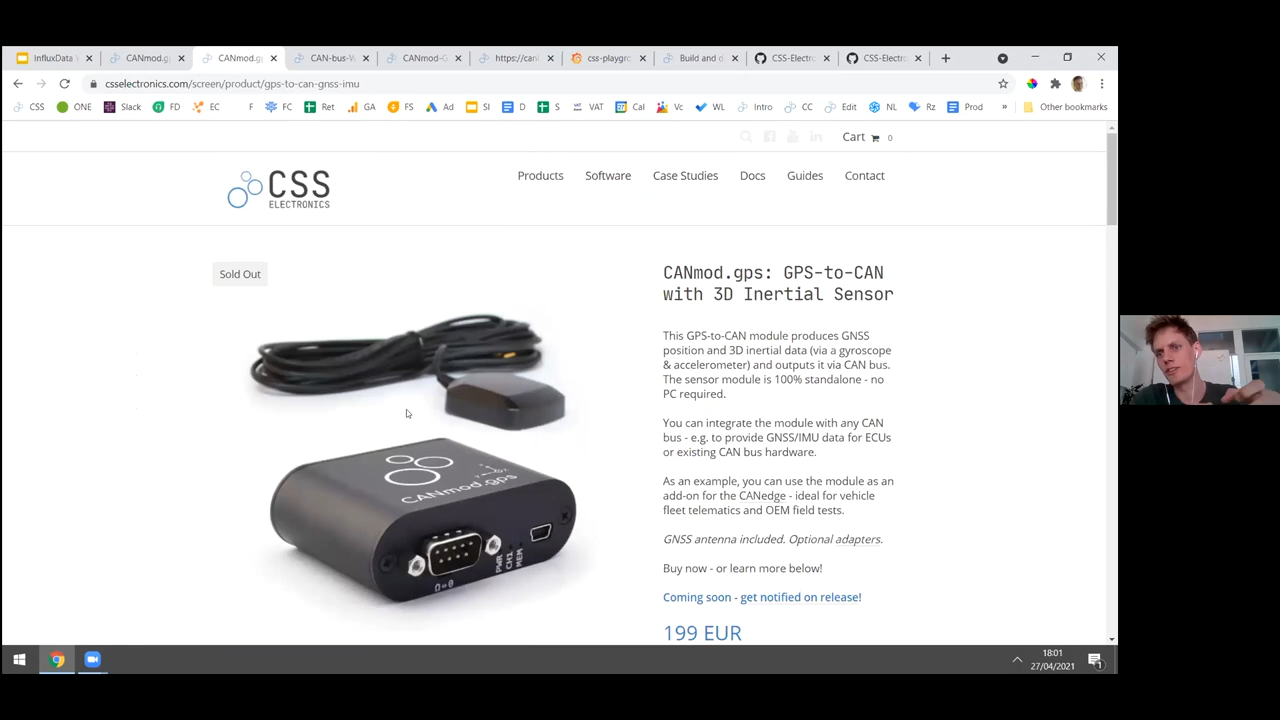 InfluxData V
CANmod.g
CANmod.g
CAN-bus-W
CANmod-G
https://can
css-playgr
Build and d
CSS-Electr
CSS-Electr
csselectronics.com/screen/product/gps-to-can-gnss-imu
CSS ONE Slack FD EC F FC Ret GA FS Ad SI D S VAT Cal Vc WL Intro CC Edit NL Rz Prod » Other bookmarks
Cart 0
CSS
ELECTRONICS
Products Software Case Studies Docs Guides Contact
Sold Out
CANmod.gps: GPS-to-CAN
with 3D Inertial Sensor
This GPS-to-CAN module produces GNSS
position and 3D inertial data (via a gyroscope
& accelerometer) and outputs it via CAN bus.
The sensor module is 100% standalone - no
PC required.
You can integrate the module with any CAN
bus - e.g. to provide GNSS/IMU data for ECUs
or existing CAN bus hardware.
As an example, you can use the module as an
add-on for the CANedge - ideal for vehicle
fleet telematics and OEM field tests.
GNSS antenna included. Optional adapters.
Buy now - or learn more below!
Coming soon - get notified on release!
199 EUR
CANmod.gps
PWR
CH1
MEM
18:01
27/04/2021
1